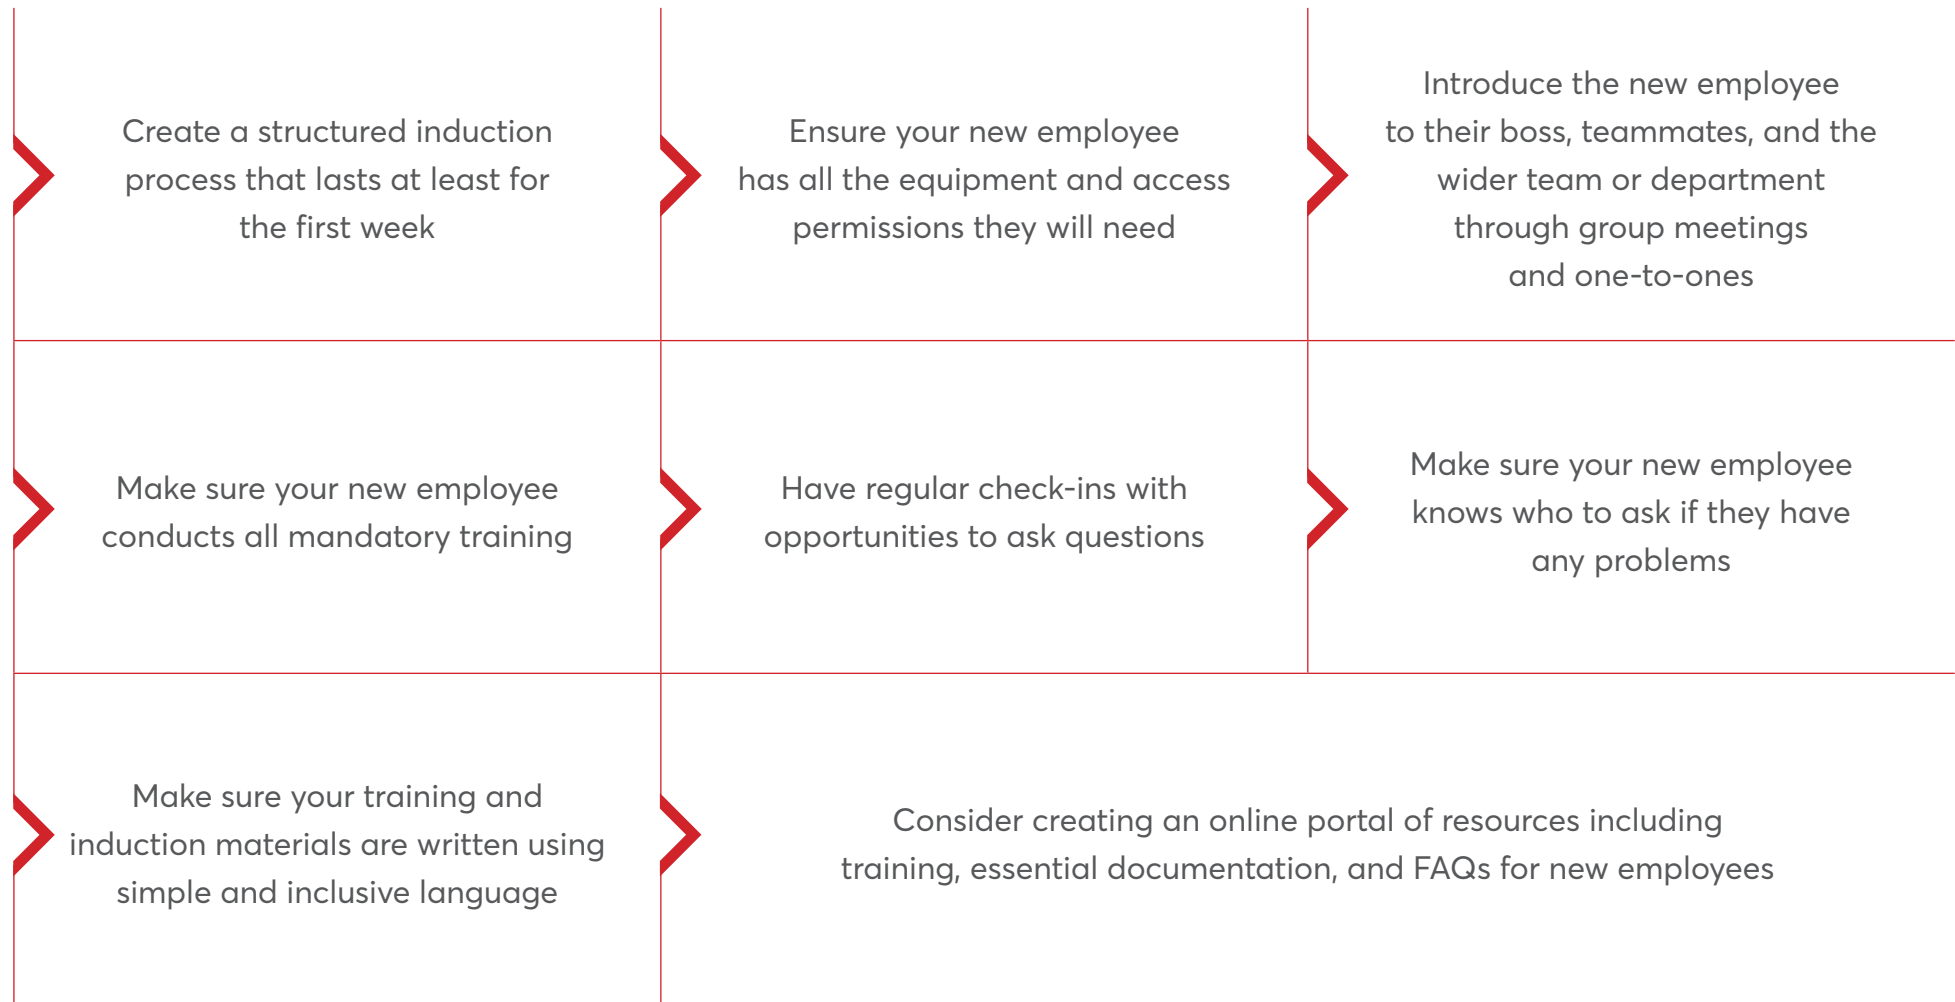 Create a structured induction
process that lasts at least for
the first week
Ensure your new employee
has all the equipment and access
permissions they will need
Introduce the new employee
to their boss, teammates, and the
wider team or department
through group meetings
and one-to-ones
Make sure your new employee
conducts all mandatory training
Have regular check-ins with
opportunities to ask questions
Make sure your new employee
knows who to ask if they have
any problems
Make sure your training and
induction materials are written using
simple and inclusive language
Consider creating an online portal of resources including
training, essential documentation, and FAQs for new employees